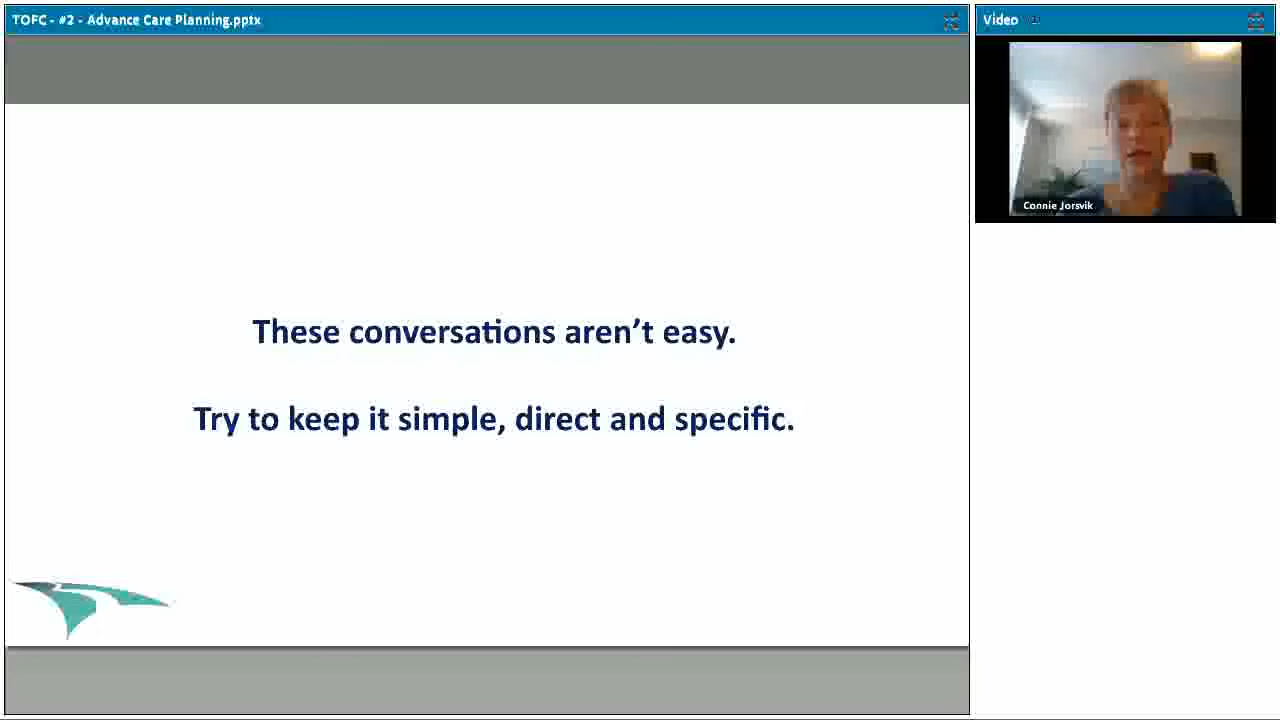 TOFC - #2 - Advance Care Planning.pptx
Video
These conversations aren't easy.
Try to keep it simple, direct and specific.
Connie Jorsvik